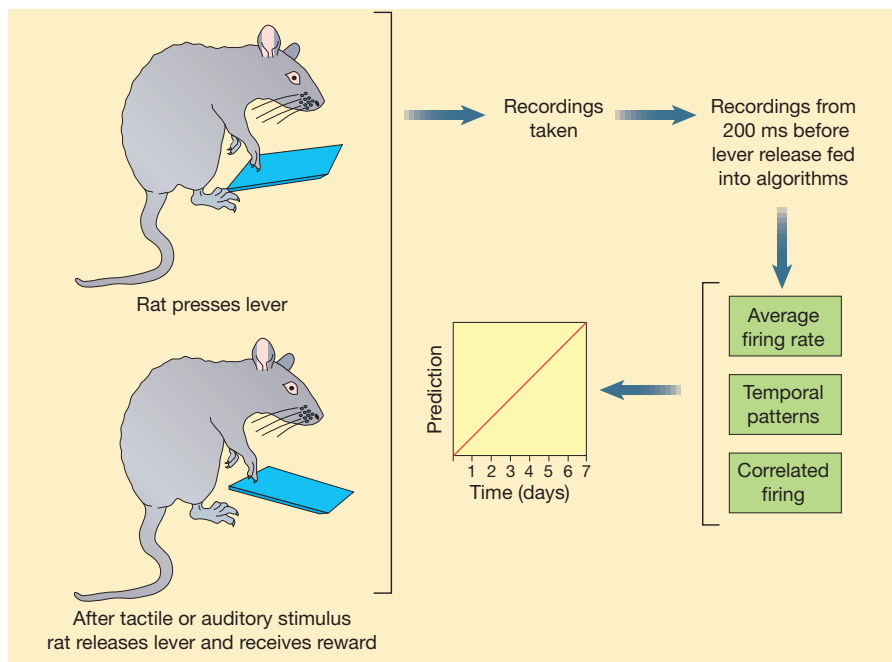 Rat presses lever
After tactile or auditory stimulus
rat releases lever and receives reward
Recordings
taken
Recordings from
200 ms before
lever release fed
into algorithms
Average
firing rate
Temporal
patterns
Correlated
firing
Prediction
1 2 3 4 5 6 7
Time (days)